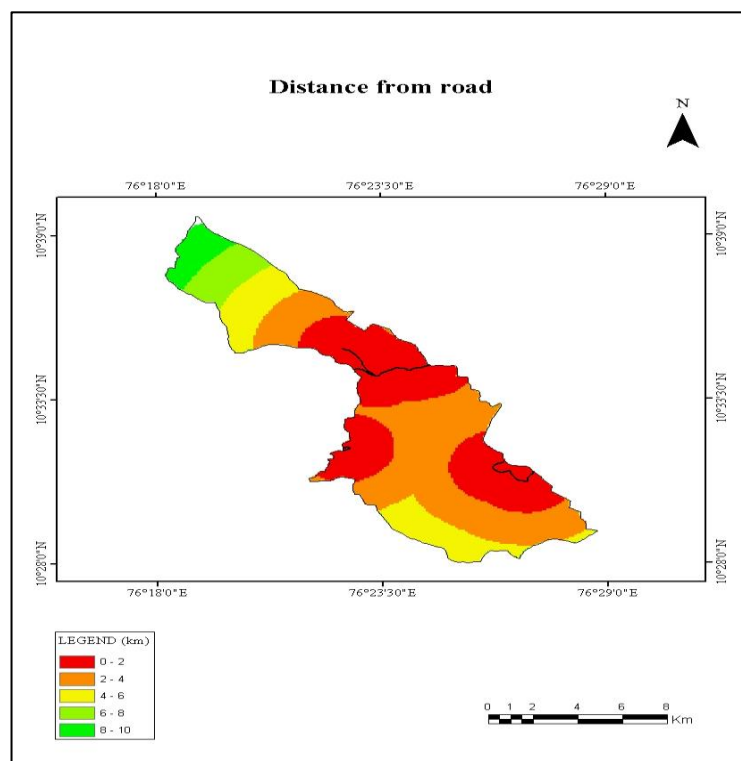 Distance from road
N
76°18'0"E 76°23'30"E 76°29'0"E
10°39'0"N 10°39'0"N
10°33'30"N 10°33'30"N
10°28'0"N 10°28'0"N
76°18'0"E 76°23'30"E 76°29'0"E
LEGEND (km)
0 - 2
2 - 4
4 - 6
6 - 8
8 - 10
0 1 2 4 6 8
Km